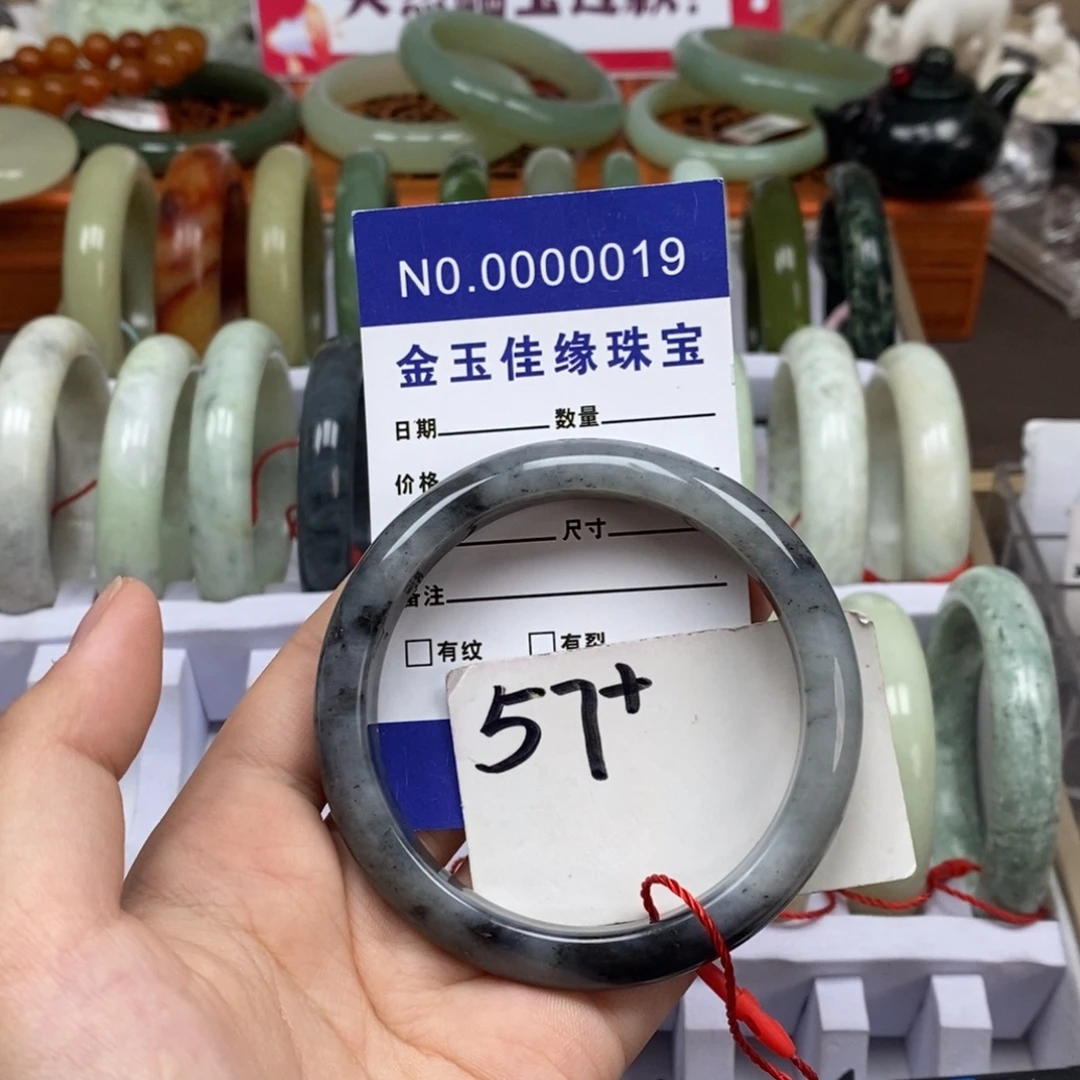 NO.0000019
金玉佳缘珠宝
日期 数量
价格
尺寸
备注
□有纹 □有裂
57+